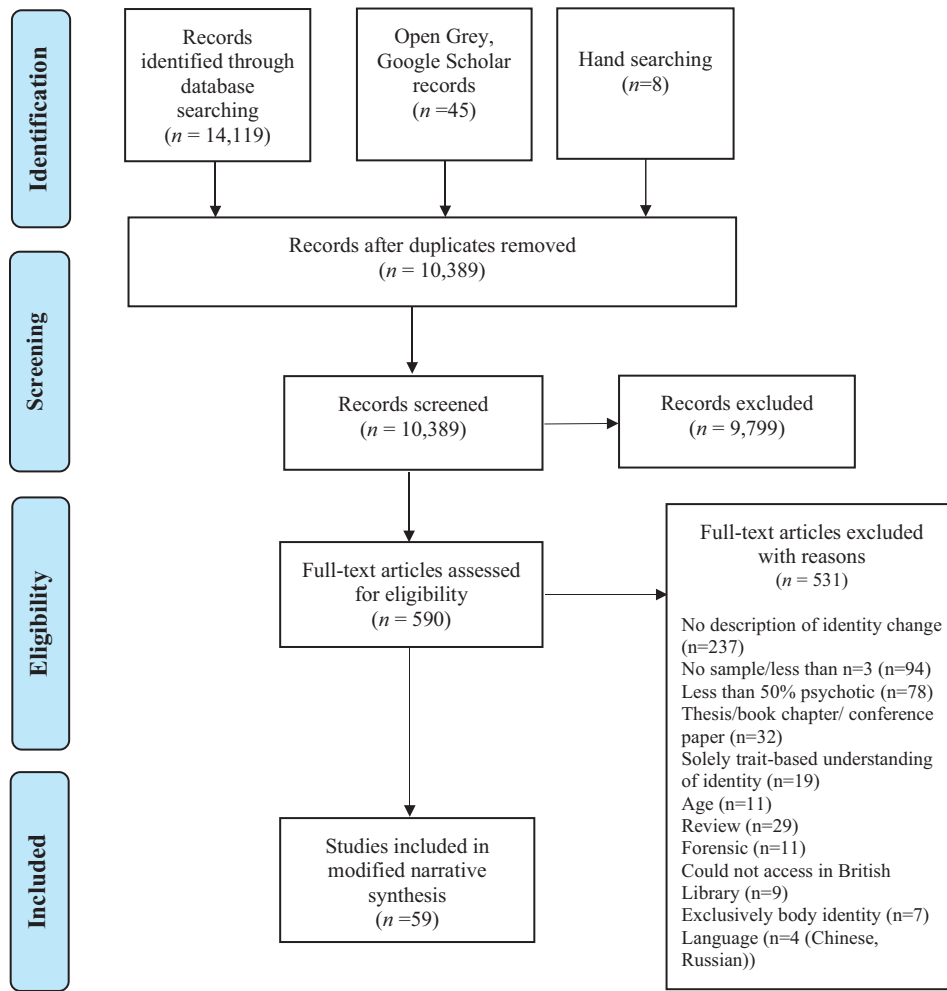 Identification
Records
identified through
database
searching
(n = 14,119)
Open Grey,
Google Scholar
records
(n =45)
Hand searching
(n=8)
Records after duplicates removed
(n = 10,389)
Screening
Records screened
(n = 10,389)
Records excluded
(n = 9,799)
Eligibility
Full-text articles assessed
for eligibility
(n = 590)
Full-text articles excluded
with reasons
(n = 531)
No description of identity change
(n=237)
No sample/less than n=3 (n=94)
Less than 50% psychotic (n=78)
Thesis/book chapter/ conference
paper (n=32)
Solely trait-based understanding
of identity (n=19)
Age (n=11)
Review (n=29)
Forensic (n=11)
Could not access in British
Library (n=9)
Exclusively body identity (n=7)
Language (n=4 (Chinese,
Russian))
Included
Studies included in
modified narrative
synthesis
(n =59)